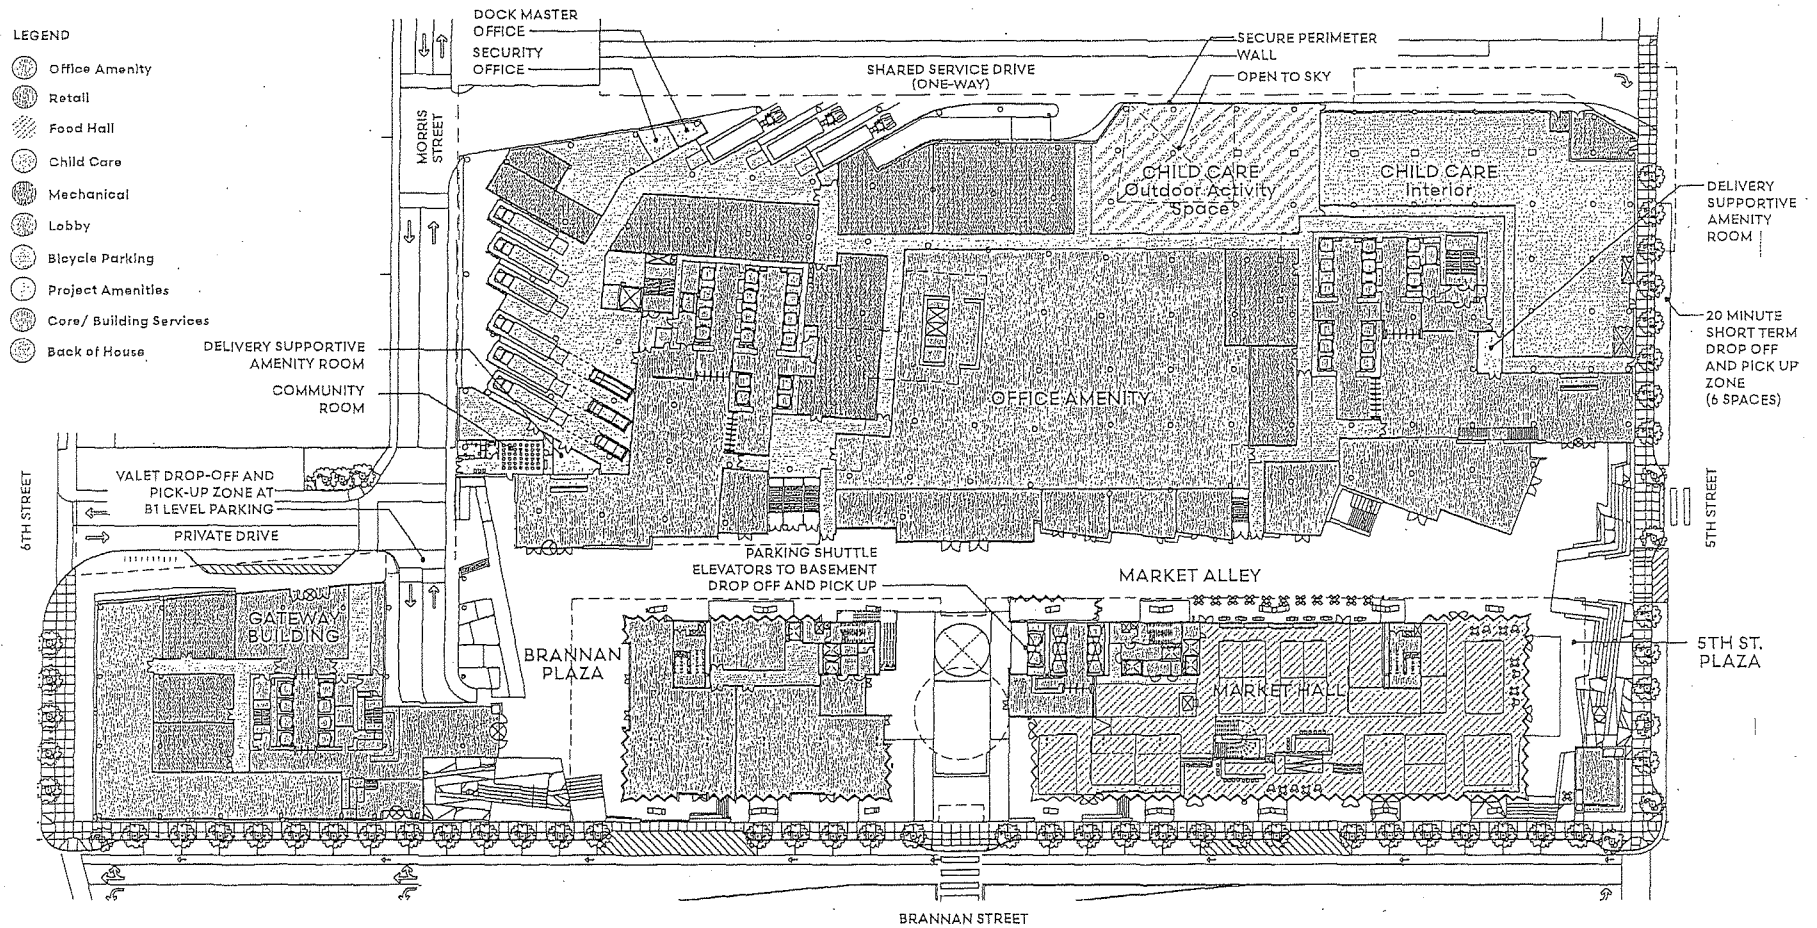 LEGEND
Office Amenity
Retail
Food Hall
Child Care
Mechanical
Lobby
Bicycle Parking
Project Amenities
Core/ Building Services
Back of House
DOCK MASTER
OFFICE
SECURITY
OFFICE
SHARED SERVICE DRIVE
(ONE-WAY)
SECURE PERIMETER
WALL
OPEN TO SKY
MORRIS
STREET
CHILD CARE
Outdoor Activity
Space
CHILD CARE
Interior
DELIVERY
SUPPORTIVE
AMENITY
ROOM
20 MINUTE
SHORT TERM
DROP OFF
AND PICK UP
ZONE
(6 SPACES)
DELIVERY SUPPORTIVE
AMENITY ROOM
COMMUNITY
ROOM
OFFICE AMENITY
VALET DROP-OFF AND
PICK-UP ZONE AT
B1 LEVEL PARKING
PRIVATE DRIVE
6TH STREET
5TH STREET
PARKING SHUTTLE
ELEVATORS TO BASEMENT
DROP OFF AND PICK UP
MARKET ALLEY
GATEWAY
BUILDING
BRANNAN
PLAZA
MARKET HALL
5TH ST.
PLAZA
BRANNAN STREET